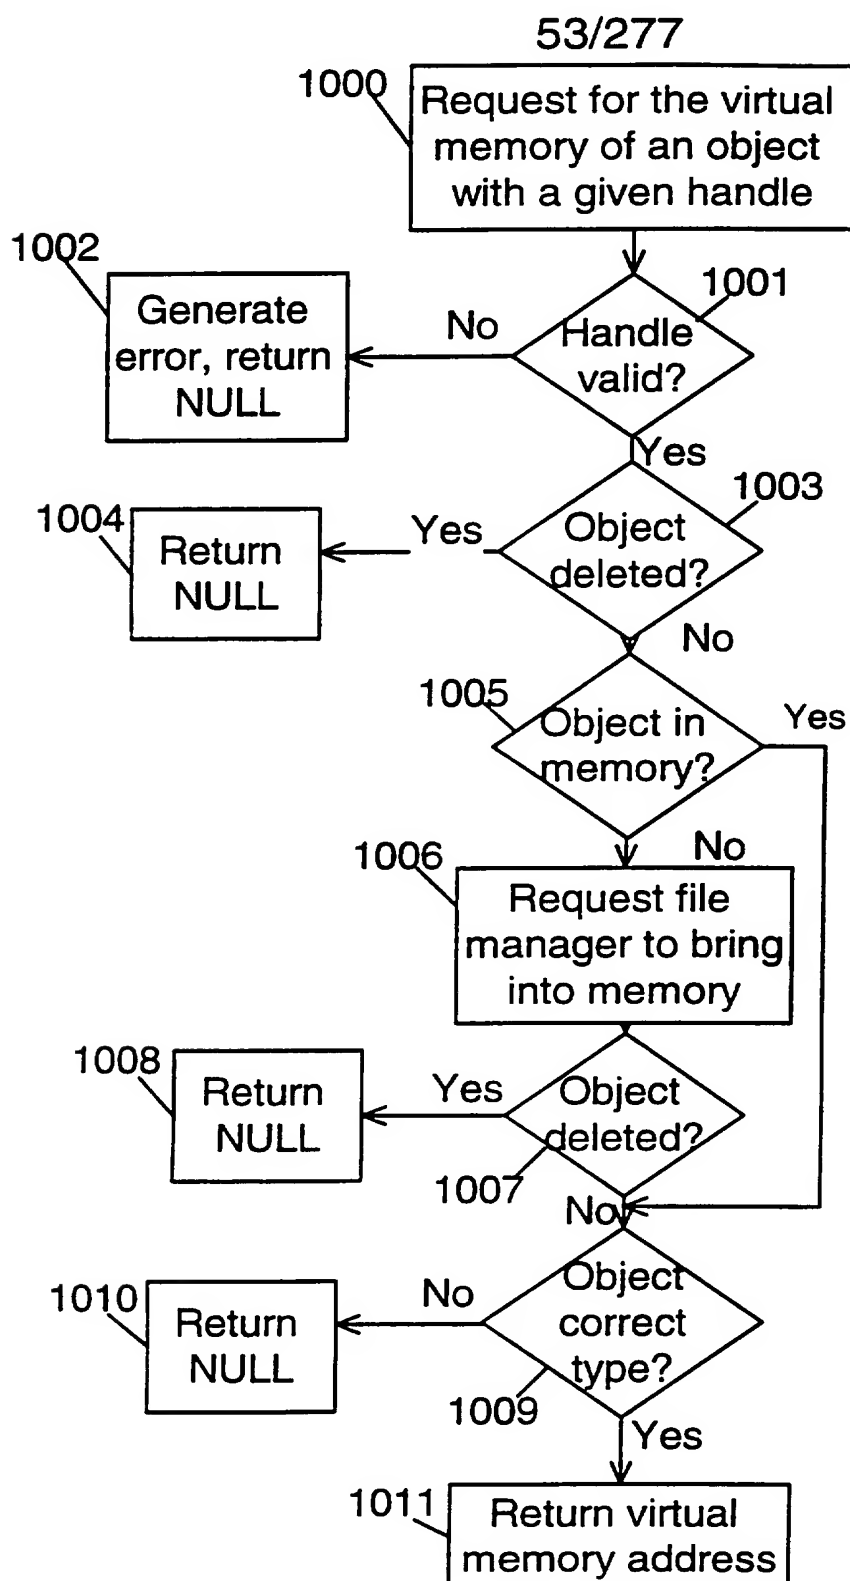 53/277
1000
Request for the virtual
memory of an object
with a given handle
1002
Generate
error, return
NULL
No
1001
Handle
valid?
Yes
1003
1004
Return
NULL
Yes
Object
deleted?
No
1005
Object in
memory?
Yes
No
1006
Request file
manager to bring
into memory
1008
Return
NULL
Yes
Object
deleted?
1007
No
1010
Return
NULL
No
Object
correct
type?
1009
Yes
1011
Return virtual
memory address